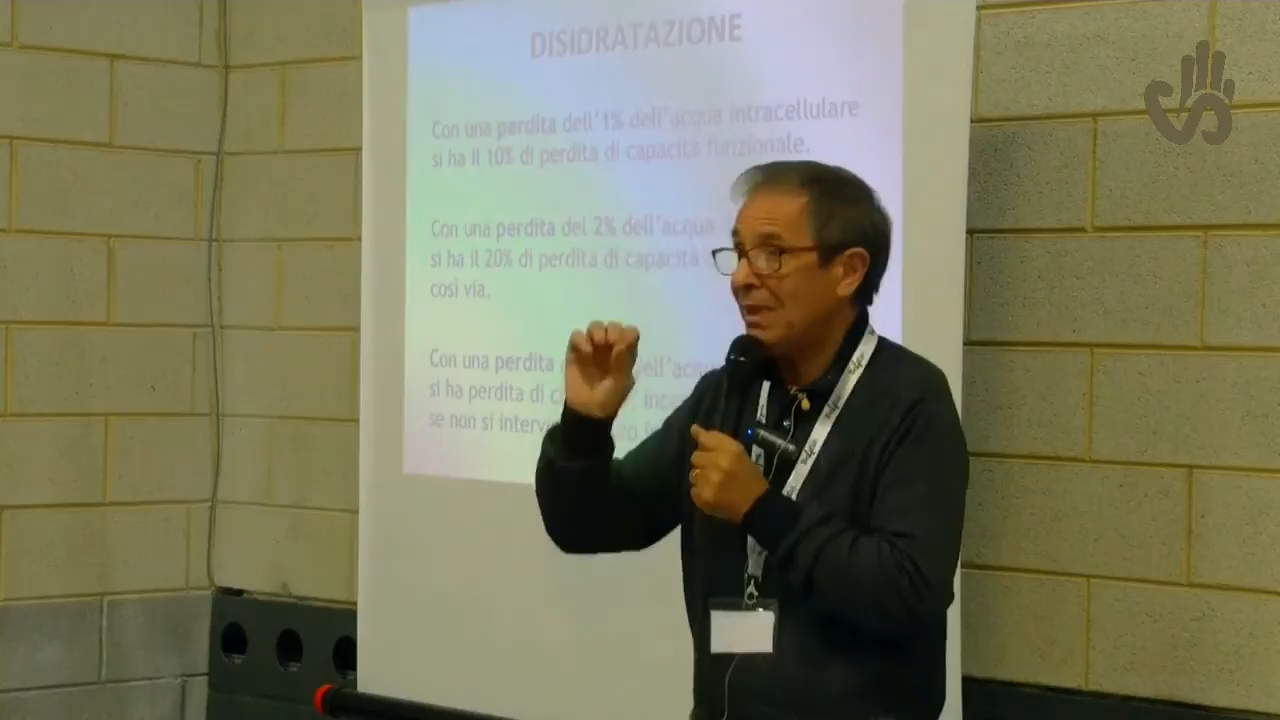 DISIDRATAZIONE
Con una perdita dell'1% dell'acqua intracellulare
si ha il 10% di perdita di capacità funzionale.
Con una perdita del 2% dell'acqua
si ha il 20% di perdita di capacità
così via.
Con una perdita dell'acqua
si ha perdita di
se non si